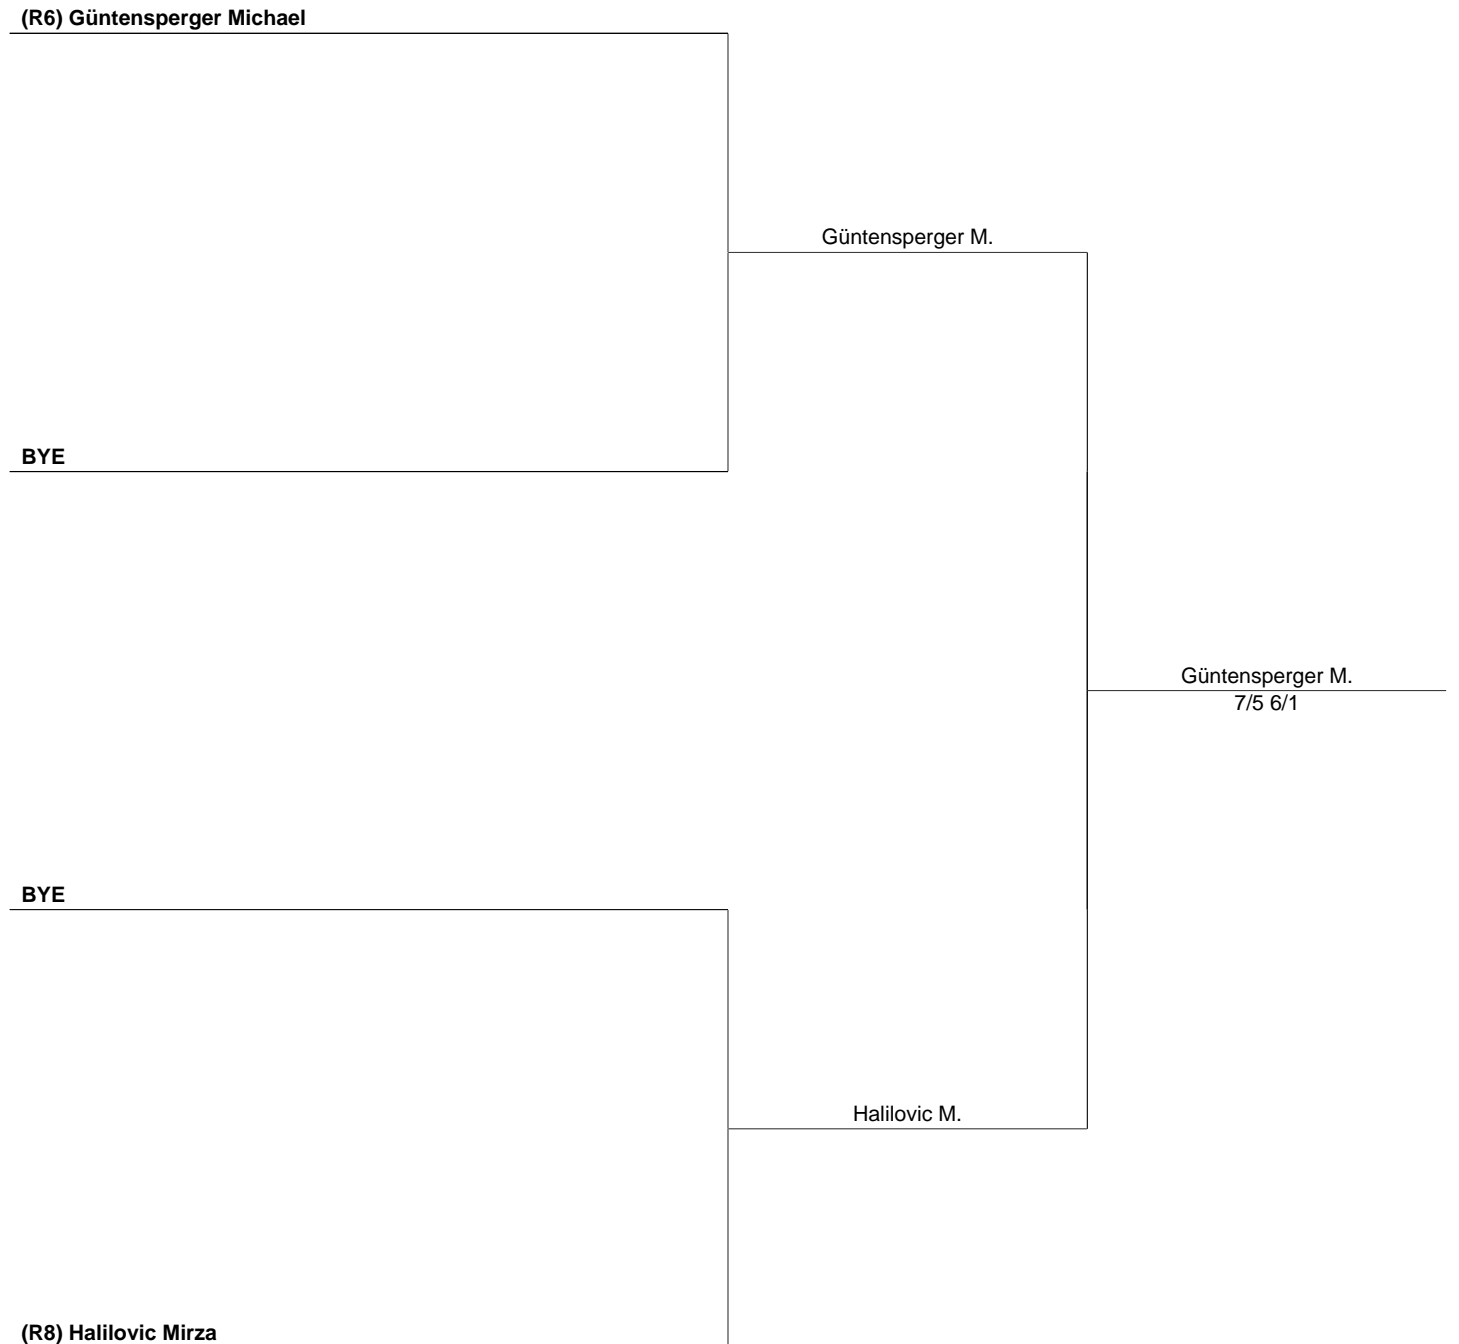 (R6) Güntensperger Michael
Güntensperger M.
BYE
Güntensperger M.
7/5 6/1
BYE
Halilovic M.
(R8) Halilovic Mirza